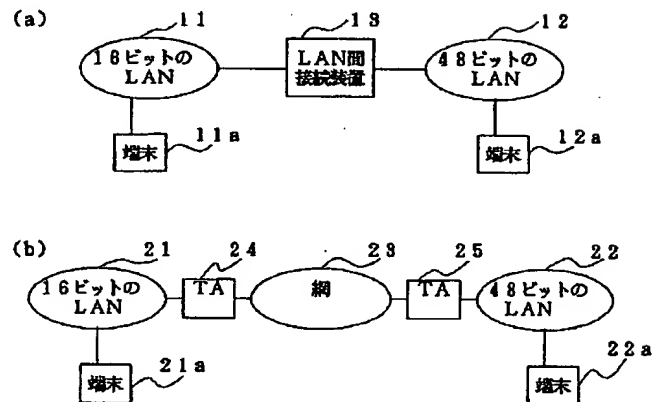 (a)
11
13
12
16ビットの
LAN
LAN間
接続装置
48ビットの
LAN
端末
11a
端末
12a
(b)
21
24
23
25
22
16ビットの
LAN
TA
網
TA
48ビットの
LAN
端末
21a
端末
22a